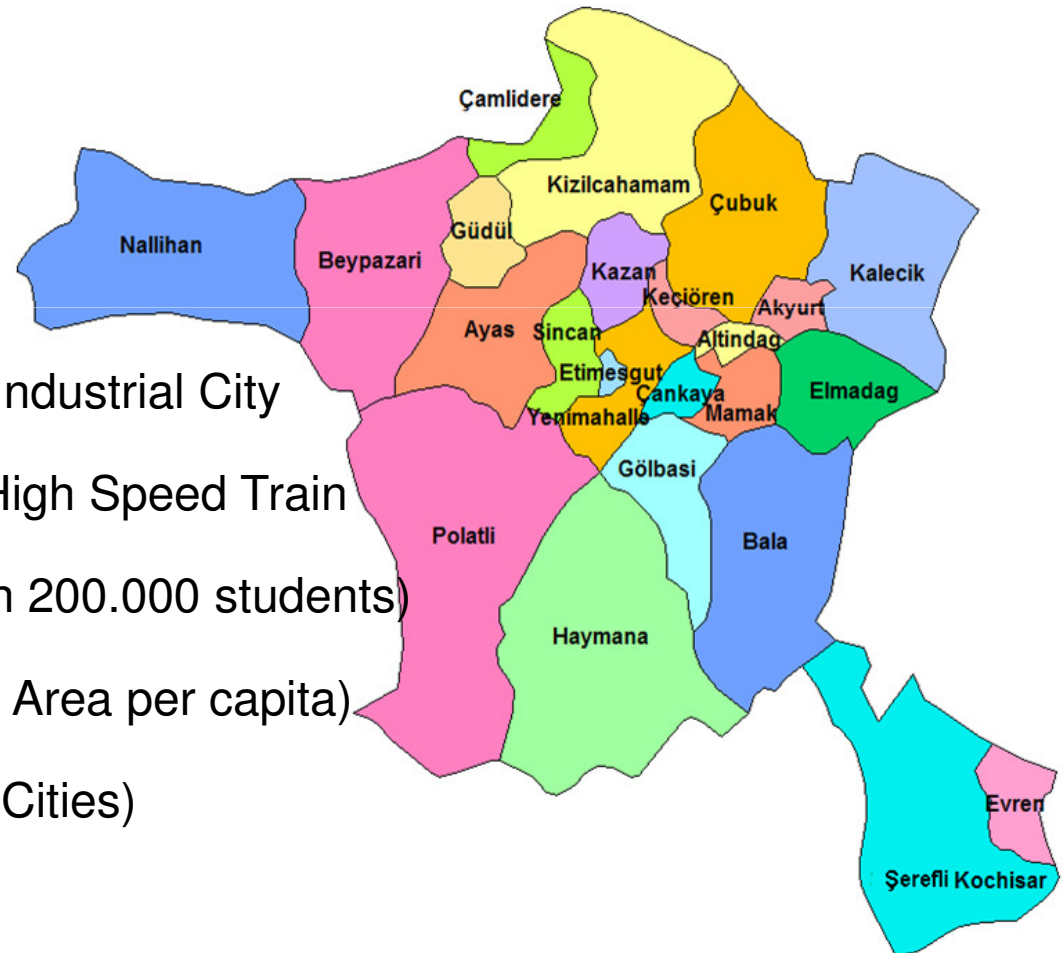 Çamlidere
Kizilcahamam
Çubuk
Güdül
Nallihan
Beypazari
Kazan
Kalecik
Keçiören
Akyurt
Ayas
Sincan
Altindag
Etimesgut
Çankaya
Elmadag
Mamak
Yenimahalle
Gölbasi
Polatli
Bala
Haymana
Evren
Şerefli Kochisar
ndustrial City
High Speed Train
n 200.000 students)
Area per capita)
Cities)